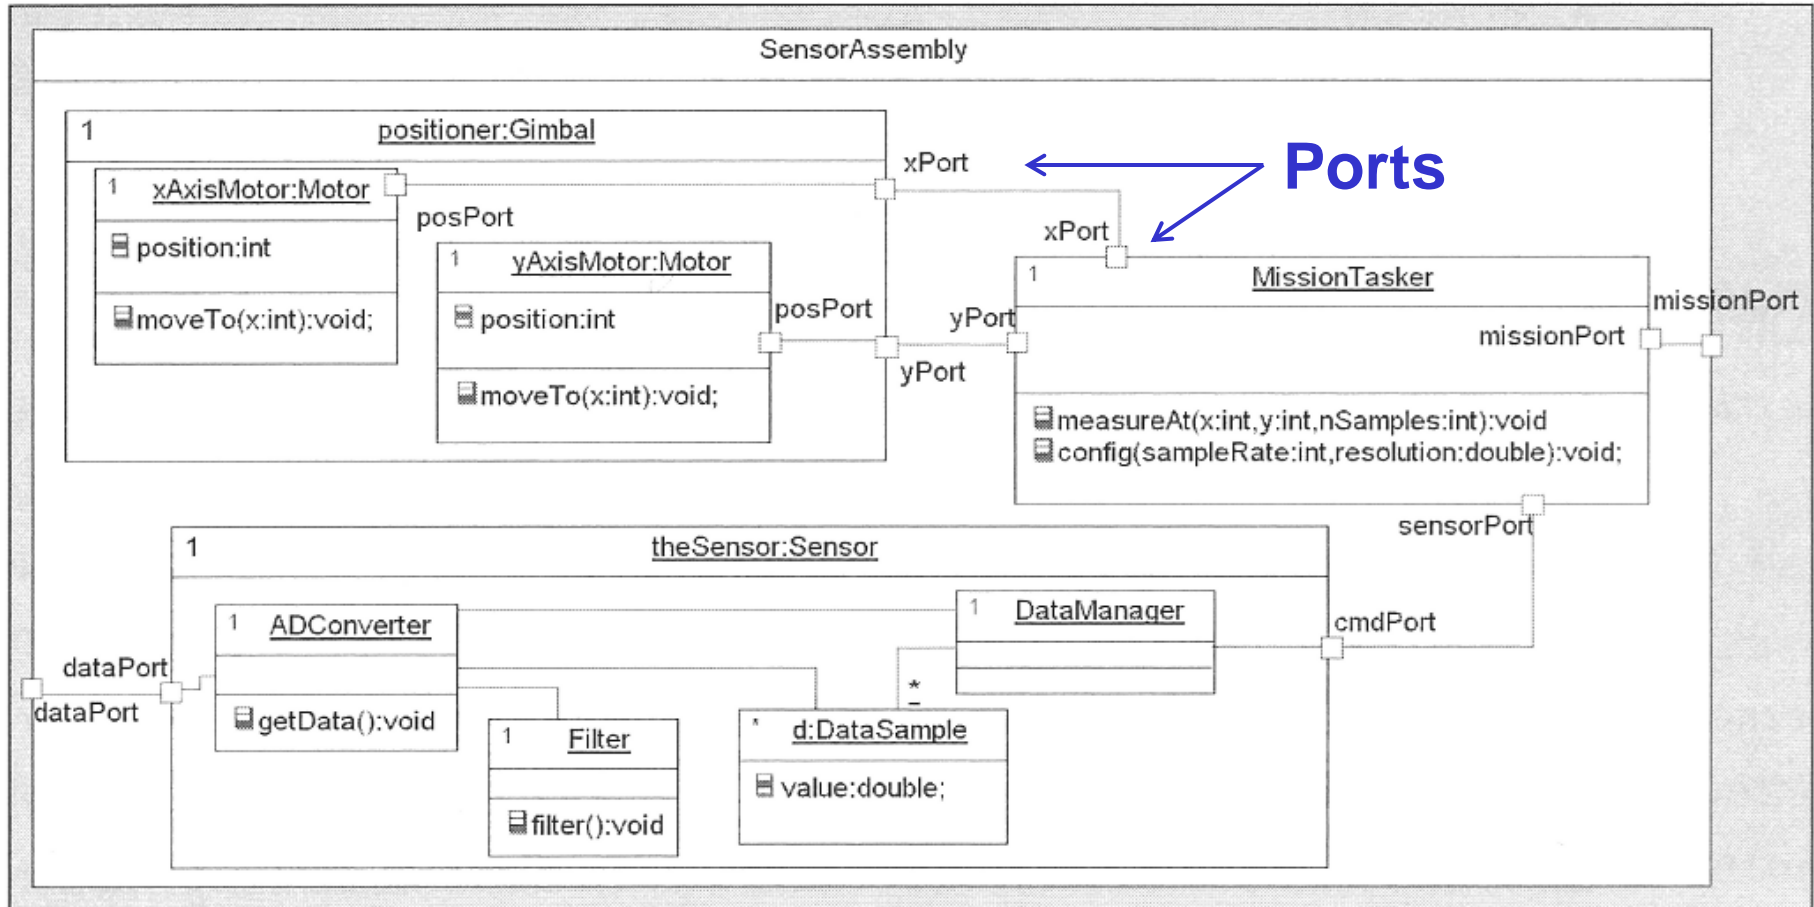 SensorAssembly
1 positioner:Gimbal
xPort
Ports
1 xAxisMotor:Motor
position:int
moveTo(x:int):void;
posPort
1 yAxisMotor:Motor
position:int
moveTo(x:int):void;
posPort
yPort
xPort
yPort
1 MissionTasker
missionPort
missionPort
measureAt(x:int,y:int,nSamples:int):void
config(sampleRate:int,resolution:double):void;
sensorPort
1 theSensor:Sensor
1 ADConverter
getData():void
1 DataManager
cmdPort
dataPort
dataPort
*
1 Filter
filter():void
* d:DataSample
value:double;